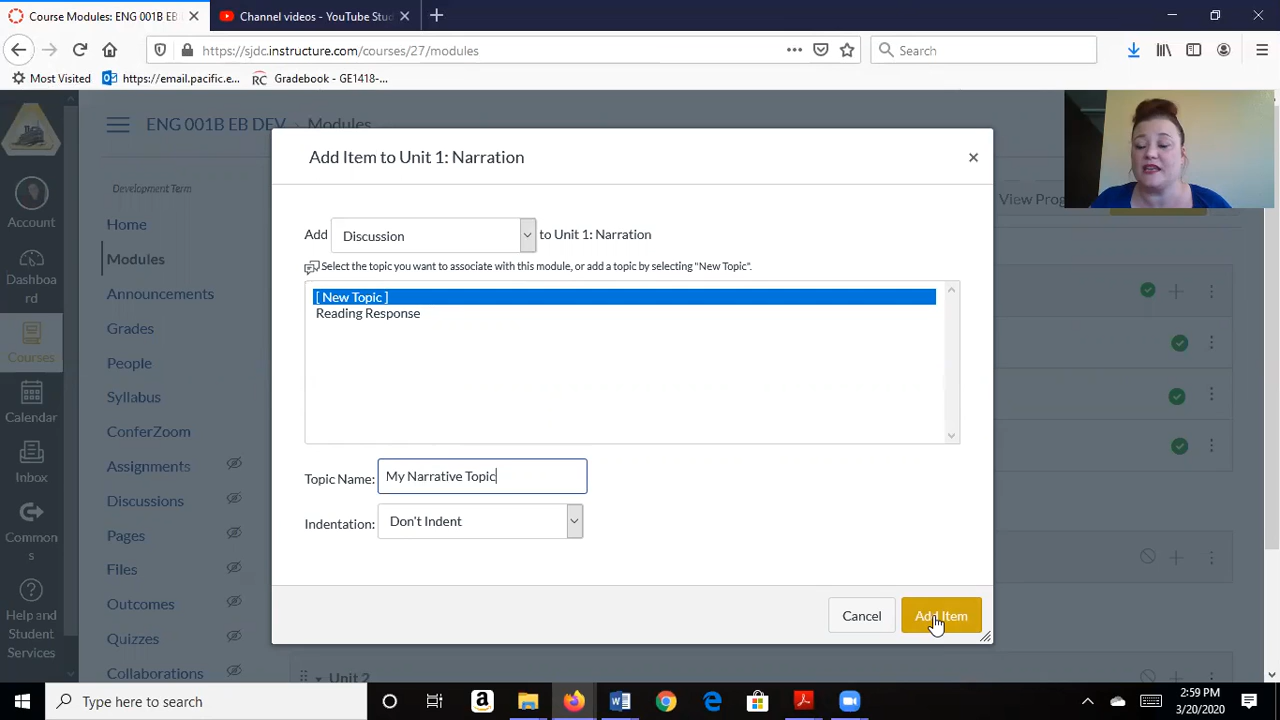 Course Modules: ENG 001B EB
Channel videos - YouTube Stu
https://sjdc.instructure.com/courses/27/modules
Search
Most Visited
https://email.pacific.e...
Gradebook - GE1418-...
ENG 001B EB DEV
Modules
Add Item to Unit 1: Narration
Development Term
View Prog
Account
Home
Add
Discussion
to Unit 1: Narration
Modules
Select the topic you want to associate with this module, or add a topic by selecting "New Topic".
Dashboa
rd
Announcements
[ New Topic ]
Reading Response
Grades
Courses
People
Syllabus
Calendar
ConferZoom
Inbox
Assignments
Topic Name:
My Narrative Topic
Discussions
Indentation:
Don't Indent
Common
s
Pages
Files
Outcomes
Help and
Student
Services
Cancel
Add Item
Quizzes
Collaborations
Unit 2
Type here to search
2:59 PM
3/20/2020